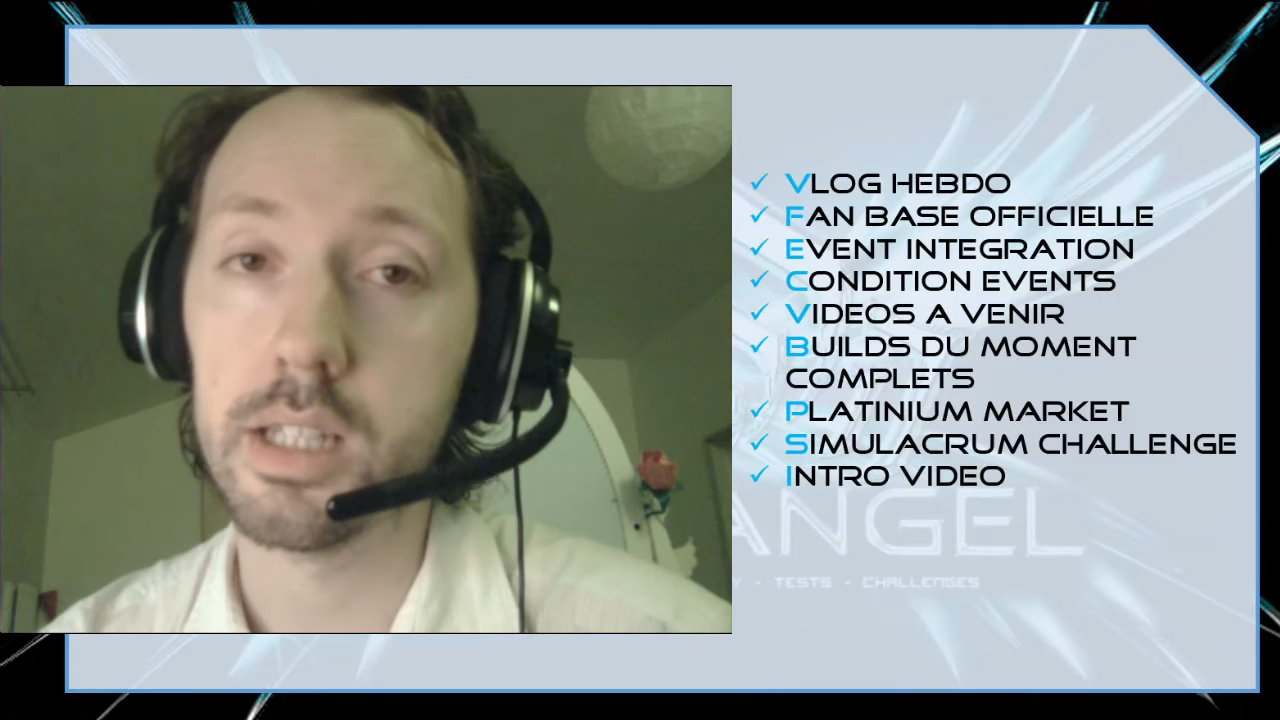 VLOG HEBDO
FAN BASE OFFICIELLE
EVENT INTEGRATION
CONDITION EVENTS
VIDEOS A VENIR
BUILDS DU MOMENT
COMPLETS
PLATINIUM MARKET
SIMULACRUM CHALLENGE
INTRO VIDEO
ANGEL
• TESTS • CHALLENGES